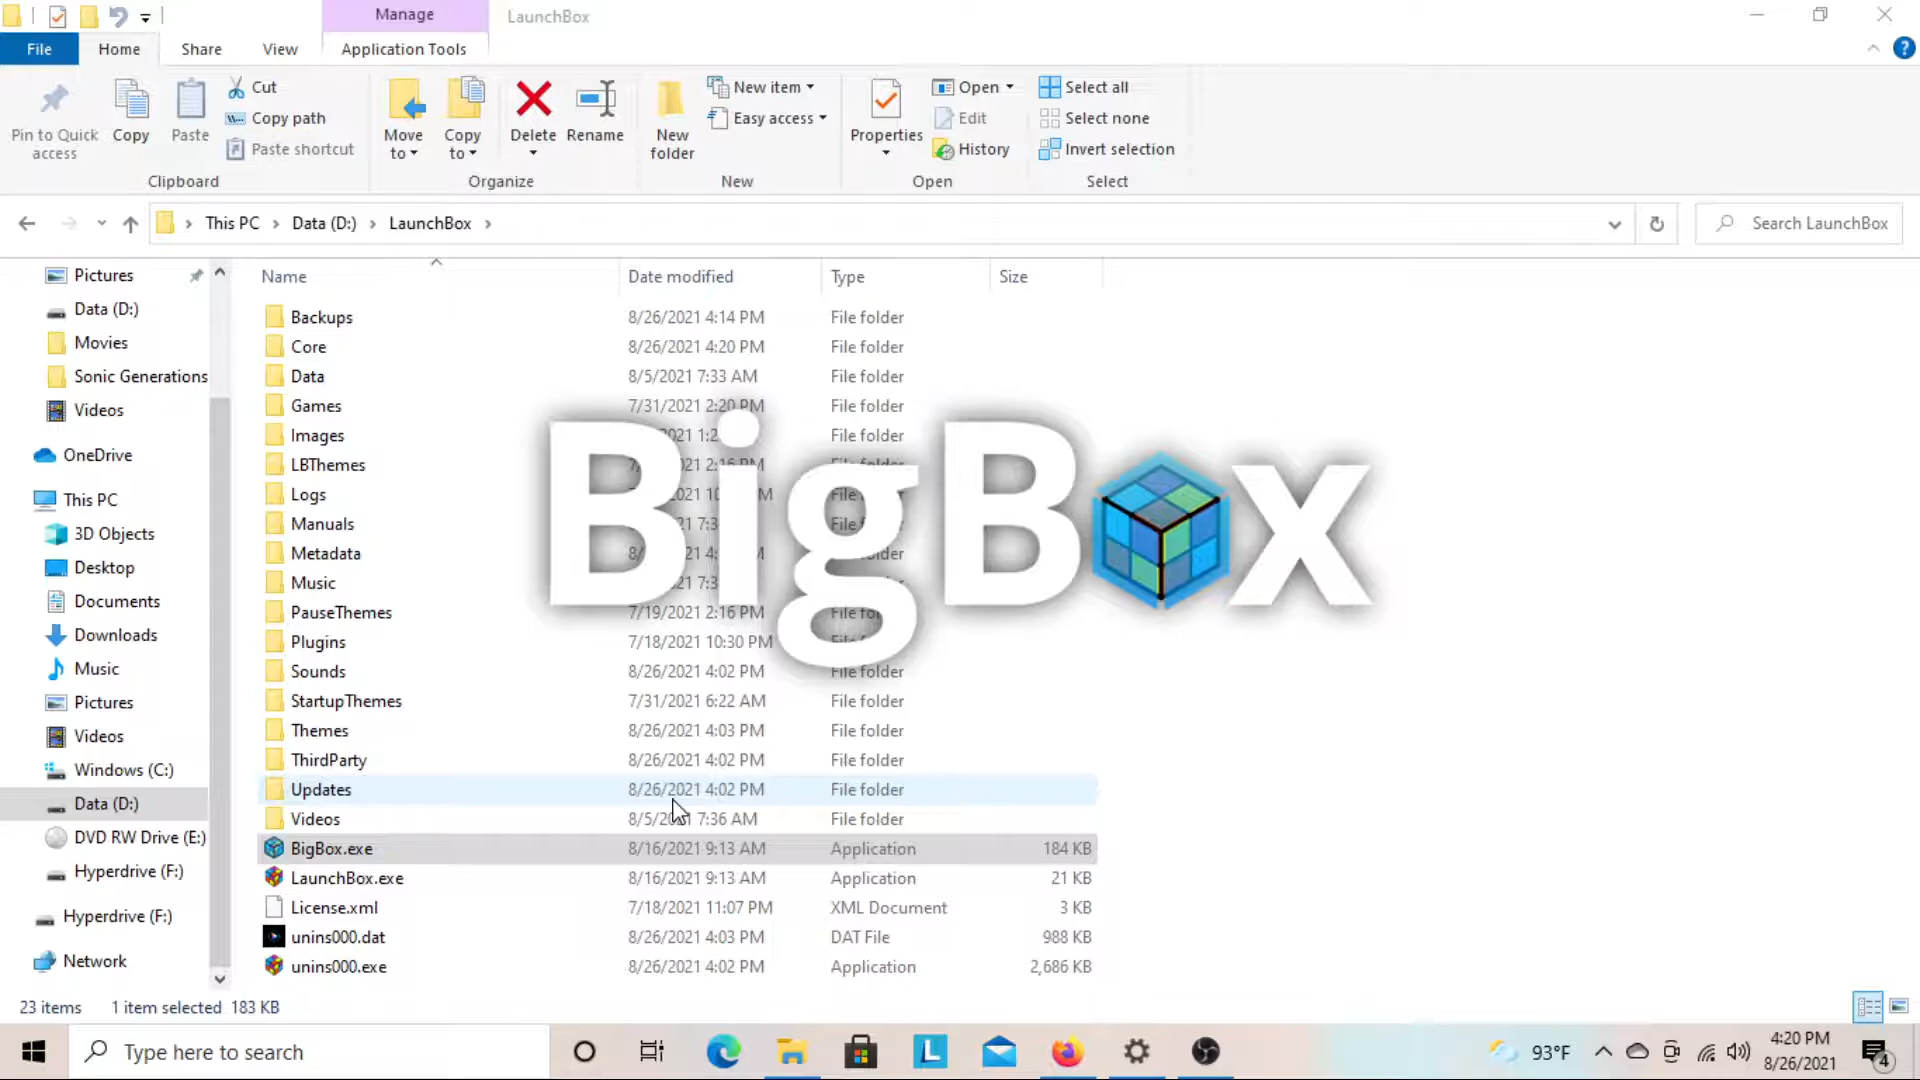 Manage
LaunchBox
File
Home
Share
View
Application Tools
Pin to Quick access
Copy
Paste
Cut
Copy path
Paste shortcut
Clipboard
Move to
Copy to
Delete
Rename
Organize
New folder
New item
Easy access
New
Properties
Open
Edit
History
Open
Select all
Select none
Invert selection
Select
This PC
Data (D:)
LaunchBox
Search LaunchBox
Pictures
Data (D:)
Movies
Sonic Generations
Videos
OneDrive
This PC
3D Objects
Desktop
Documents
Downloads
Music
Pictures
Videos
Windows (C:)
Data (D:)
DVD RW Drive (E:)
Hyperdrive (F:)
Hyperdrive (F:)
Network
Name Date modified Type Size
Backups 8/26/2021 4:14 PM File folder
Core 8/26/2021 4:20 PM File folder
Data 8/5/2021 7:33 AM File folder
Games 7/31/2021 2:20 PM File folder
Images File folder
LBThemes
Logs
Manuals
Metadata
Music
PauseThemes 7/19/2021 2:16 PM
Plugins 7/18/2021 10:30 PM
Sounds 8/26/2021 4:02 PM File folder
StartupThemes 7/31/2021 6:22 AM File folder
Themes 8/26/2021 4:03 PM File folder
ThirdParty 8/26/2021 4:02 PM File folder
Updates 8/26/2021 4:02 PM File folder
Videos 8/5/2021 7:36 AM File folder
BigBox.exe 8/16/2021 9:13 AM Application 184 KB
LaunchBox.exe 8/16/2021 9:13 AM Application 21 KB
License.xml 7/18/2021 11:07 PM XML Document 3 KB
unins000.dat 8/26/2021 4:03 PM DAT File 988 KB
unins000.exe 8/26/2021 4:02 PM Application 2,686 KB
BigBox
23 items 1 item selected 183 KB
Type here to search
93°F
4:20 PM
8/26/2021
4